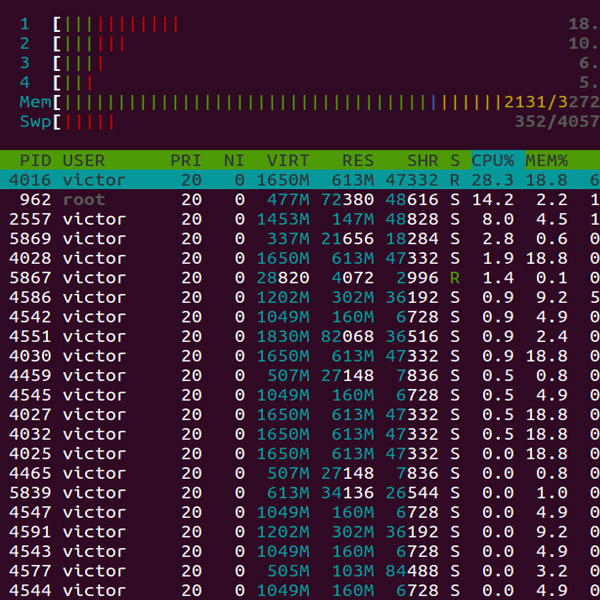 1 [|||||||||||     18.
2 [||||||     10.
3 [||||     6.
4 [|||     5.
Mem[||||||||||||||||||||||||||||||||||||||||||2131/3272
Swp[|||||     352/4057
PID USER PRI NI VIRT RES SHR S CPU% MEM%
4016 victor 20 0 1650M 613M 47332 R 28.3 18.8 6
962 root 20 0 477M 72380 48616 S 14.2 2.2 1
2557 victor 20 0 1453M 147M 48828 S 8.0 4.5 1
5869 victor 20 0 337M 21656 18284 S 2.8 0.6 0
4028 victor 20 0 1650M 613M 47332 S 1.9 18.8 0
5867 victor 20 0 28820 4072 2996 R 1.4 0.1 0
4586 victor 20 0 1202M 302M 36192 S 0.9 9.2 5
4542 victor 20 0 1049M 160M 6728 S 0.9 4.9 0
4551 victor 20 0 1830M 82068 36516 S 0.9 2.4 0
4030 victor 20 0 1650M 613M 47332 S 0.9 18.8 0
4459 victor 20 0 507M 27148 7836 S 0.5 0.8 0
4545 victor 20 0 1049M 160M 6728 S 0.5 4.9 0
4027 victor 20 0 1650M 613M 47332 S 0.5 18.8 0
4032 victor 20 0 1650M 613M 47332 S 0.5 18.8 0
4025 victor 20 0 1650M 613M 47332 S 0.0 18.8 0
4465 victor 20 0 507M 27148 7836 S 0.0 0.8 0
5839 victor 20 0 613M 34136 26544 S 0.0 1.0 0
4547 victor 20 0 1049M 160M 6728 S 0.0 4.9 0
4591 victor 20 0 1202M 302M 36192 S 0.0 9.2 0
4543 victor 20 0 1049M 160M 6728 S 0.0 4.9 0
4577 victor 20 0 505M 103M 84488 S 0.0 3.2 0
4544 victor 20 0 1049M 160M 6728 S 0.0 4.9 0